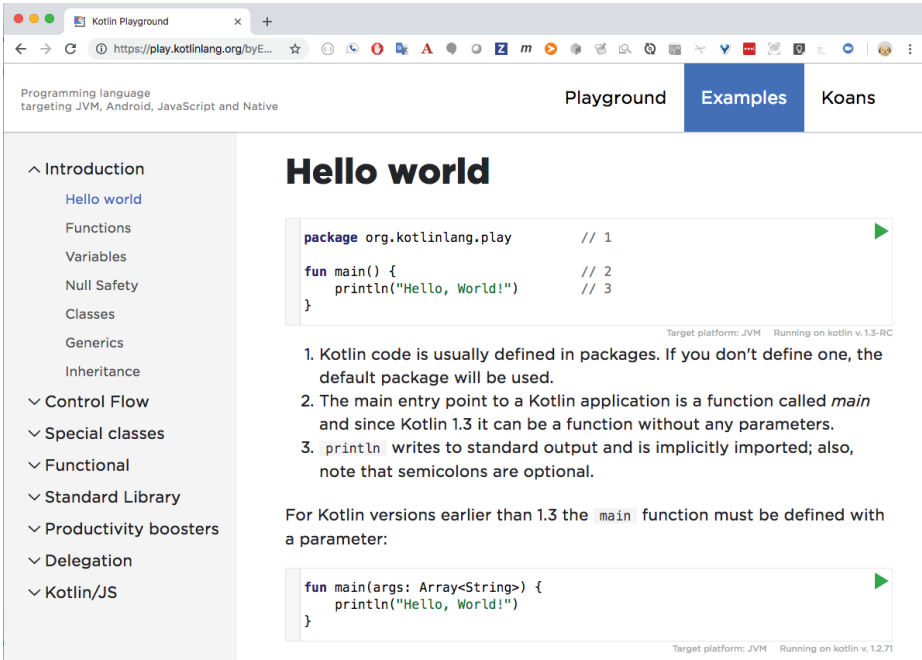 Kotlin Playground
https://play.kotlinlang.org/byE...
Programming language
targeting JVM, Android, JavaScript and Native
Playground
Examples
Koans
Introduction
Hello world
Functions
Variables
Null Safety
Classes
Generics
Inheritance
Control Flow
Special classes
Functional
Standard Library
Productivity boosters
Delegation
Kotlin/JS
Hello world
package org.kotlinlang.play // 1
fun main() { // 2
println("Hello, World!") // 3
}
Target platform: JVM Running on kotlin v. 1.3-RC
1. Kotlin code is usually defined in packages. If you don't define one, the
default package will be used.
2. The main entry point to a Kotlin application is a function called main
and since Kotlin 1.3 it can be a function without any parameters.
3. println writes to standard output and is implicitly imported; also,
note that semicolons are optional.
For Kotlin versions earlier than 1.3 the main function must be defined with
a parameter:
fun main(args: Array<String>) {
println("Hello, World!")
}
Target platform: JVM Running on kotlin v. 1.2.71